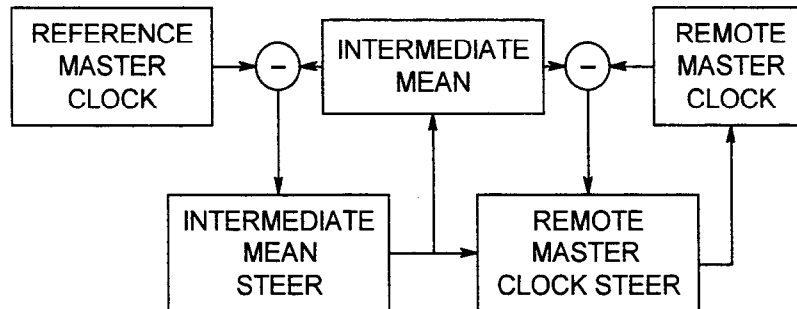 REFERENCE
MASTER
CLOCK
−
INTERMEDIATE
MEAN
−
REMOTE
MASTER
CLOCK
INTERMEDIATE
MEAN
STEER
REMOTE
MASTER
CLOCK STEER